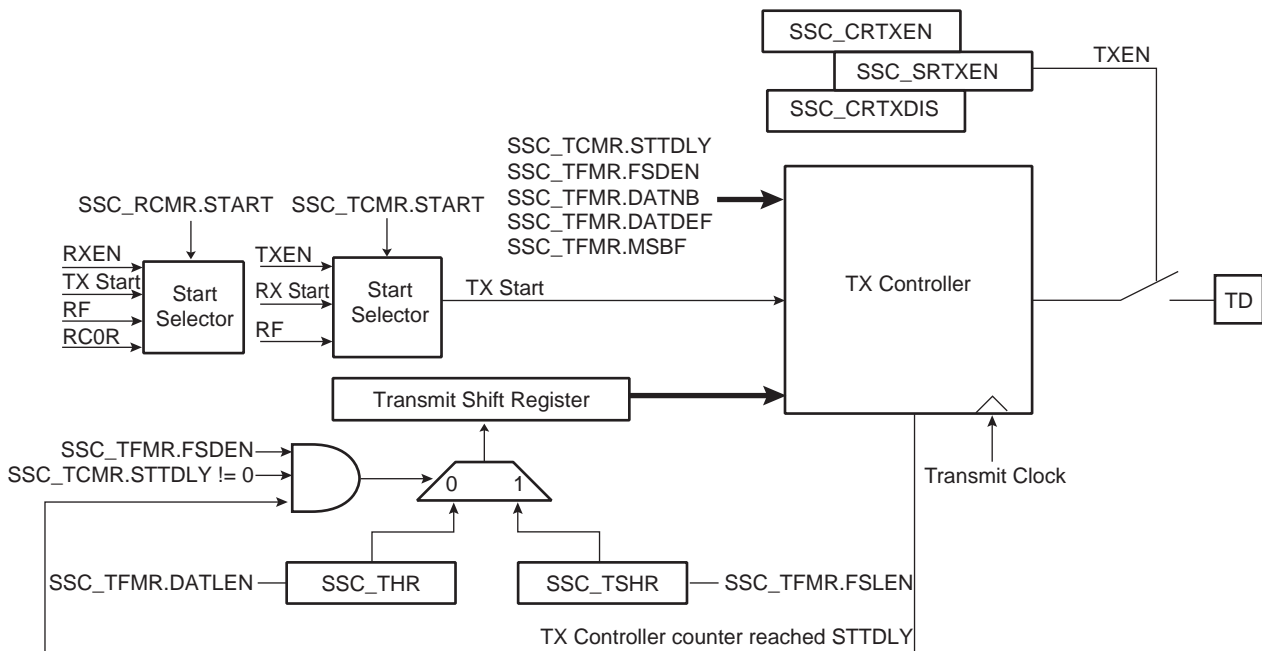 SSC_CRTXEN
SSC_SRTXEN
TXEN
SSC_CRTXDIS
SSC_TCMR.STTDLY
SSC_TFMR.FSDEN
SSC_TFMR.DATNB
SSC_TFMR.DATDEF
SSC_TFMR.MSBF
SSC_RCMR.START
SSC_TCMR.START
RXEN
TX Start
RF
RC0R
Start
Selector
TXEN
RX Start
RF
Start
Selector
TX Start
TX Controller
TD
Transmit Shift Register
SSC_TFMR.FSDEN
SSC_TCMR.STTDLY != 0
0
1
Transmit Clock
SSC_TFMR.DATLEN
SSC_THR
SSC_TSHR
SSC_TFMR.FSLEN
TX Controller counter reached STTDLY